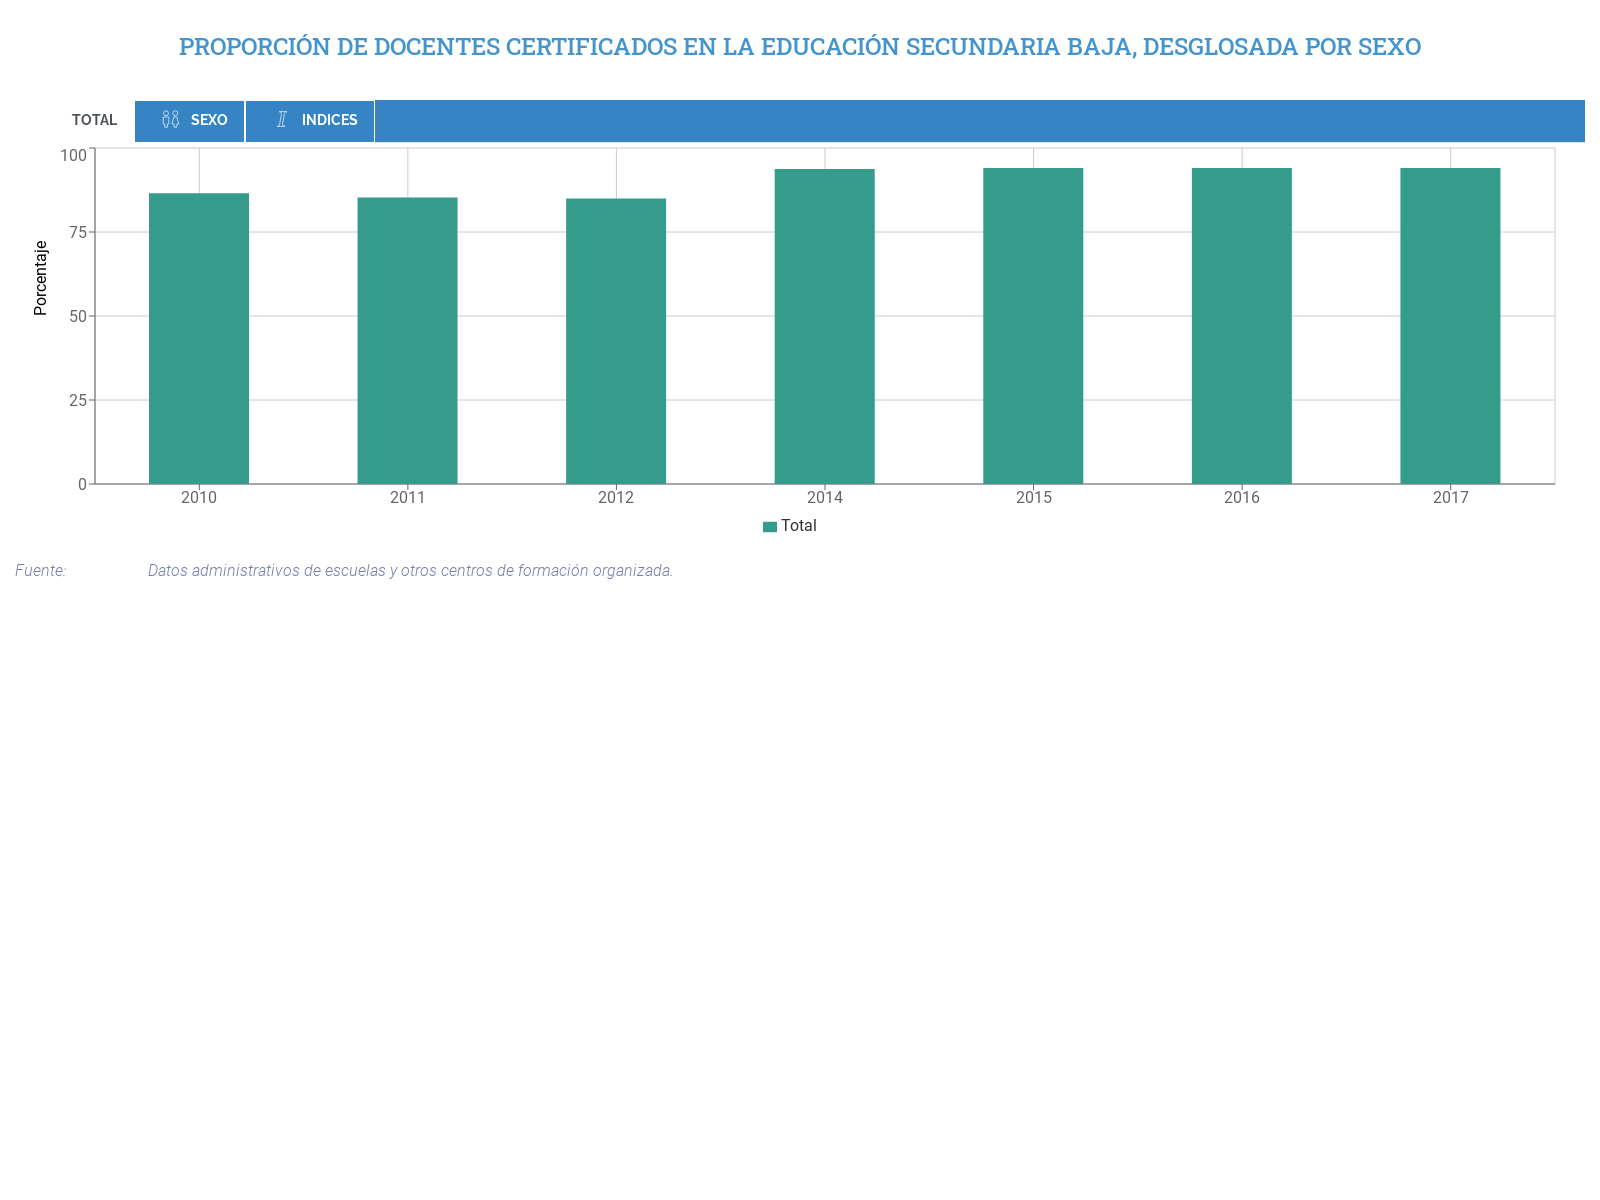 PROPORCIÓN DE DOCENTES CERTIFICADOS EN LA EDUCACIÓN SECUNDARIA BAJA, DESGLOSADA POR SEXO
TOTAL SEXO INDICES
100
75
50
25
0
Porcentaje
2010 2011 2012 2014 2015 2016 2017
Total
Fuente: Datos administrativos de escuelas y otros centros de formación organizada.